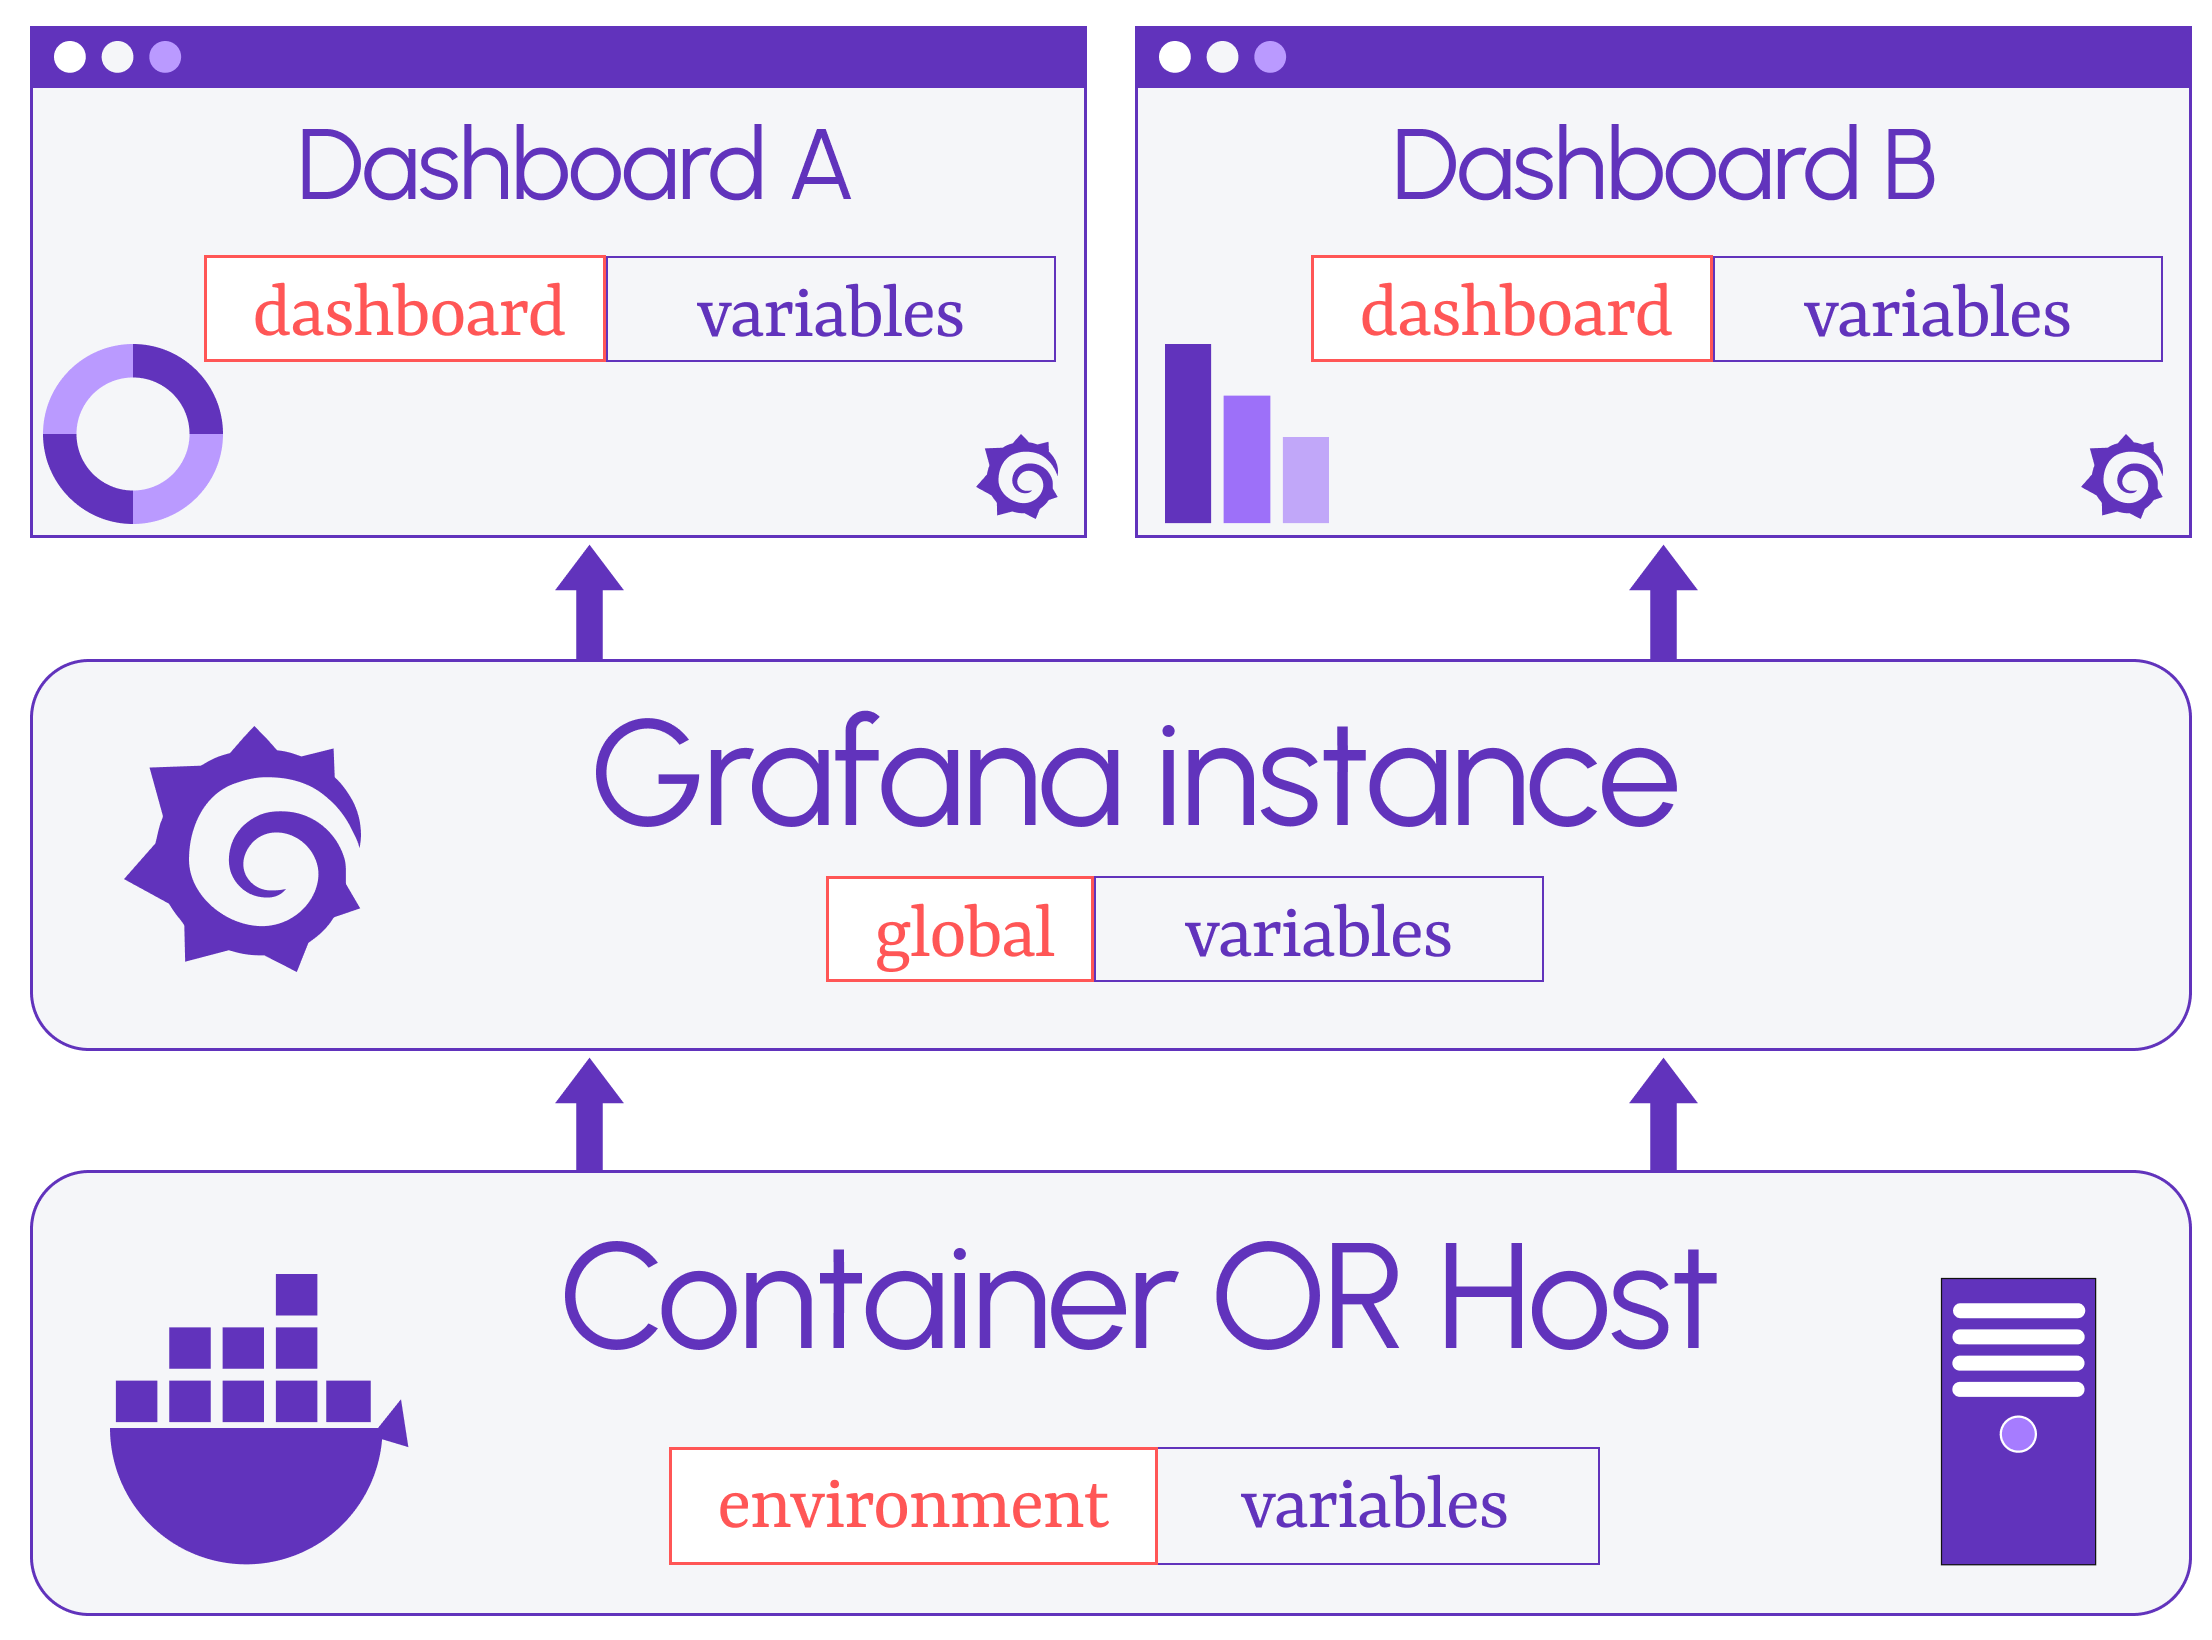 Dashboard A
dashboard variables
Dashboard B
dashboard variables
Grafana instance
global variables
Container OR Host
environment variables